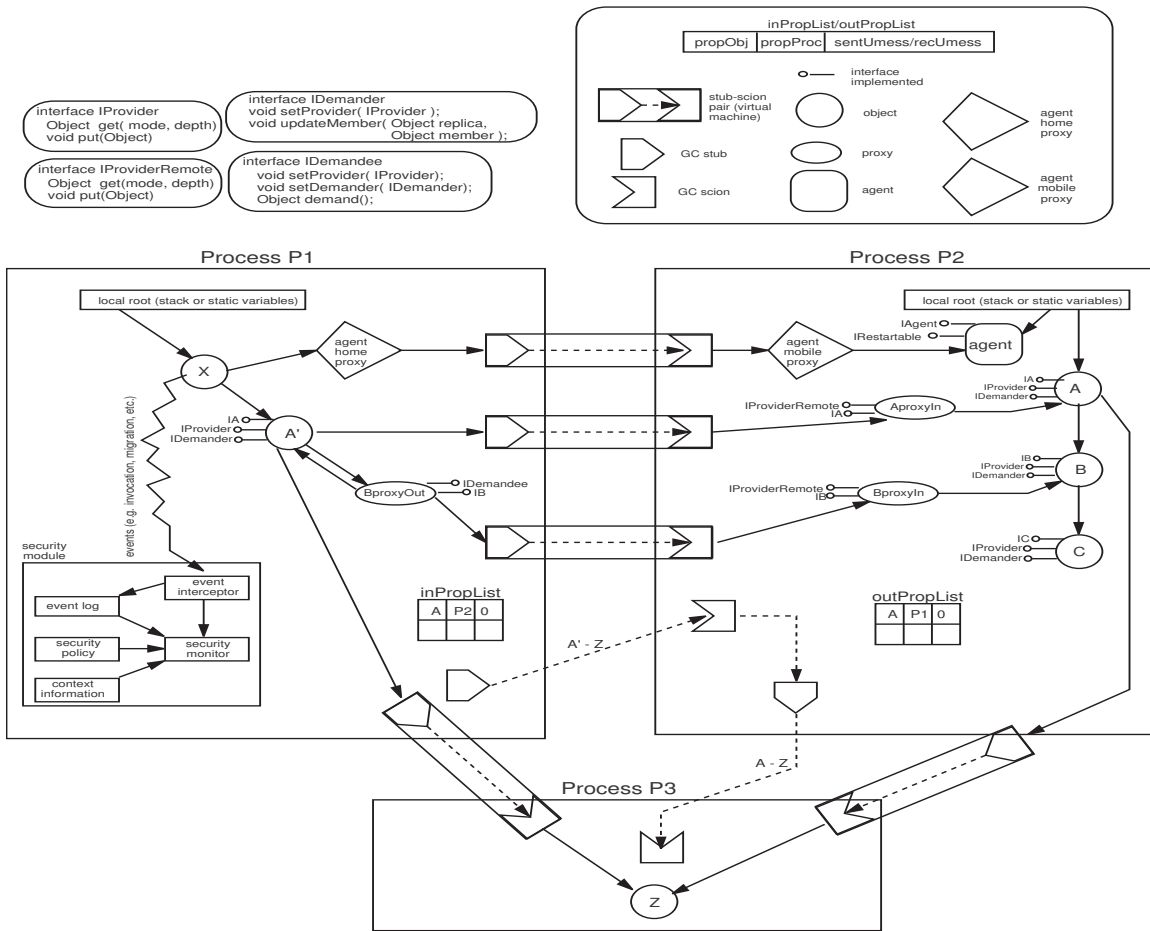 inPropList/outPropList
propObj propProc sentUmess/recUmess
interface
implemented
stub-scion
pair (virtual
machine)
object
agent
home
proxy
GC stub
proxy
GC scion
agent
agent
mobile
proxy
interface IProvider
Object get( mode, depth)
void put(Object)
interface IDemander
void setProvider( IProvider );
void updateMember( Object replica,
Object member );
interface IProviderRemote
Object get(mode, depth)
void put(Object)
interface IDemandee
void setProvider( IProvider);
void setDemander( IDemander);
Object demand();
Process P1
local root (stack or static variables)
X
agent
home
proxy
IA
IProvider
IDemander
A'
BproxyOut
IDemandee
IB
events (e.g. invocation, migration, etc.)
security
module
event
interceptor
event log
security
policy
security
monitor
context
information
inPropList
A P2 0
A' - Z
Process P2
local root (stack or static variables)
agent
mobile
proxy
IAgent
IRestartable
agent
IProviderRemote
IA
AproxyIn
IA
IProvider
IDemander
A
IProviderRemote
IB
BproxyIn
IB
IProvider
IDemander
B
IC
IProvider
IDemander
C
outPropList
A P1 0
A - Z
Process P3
Z